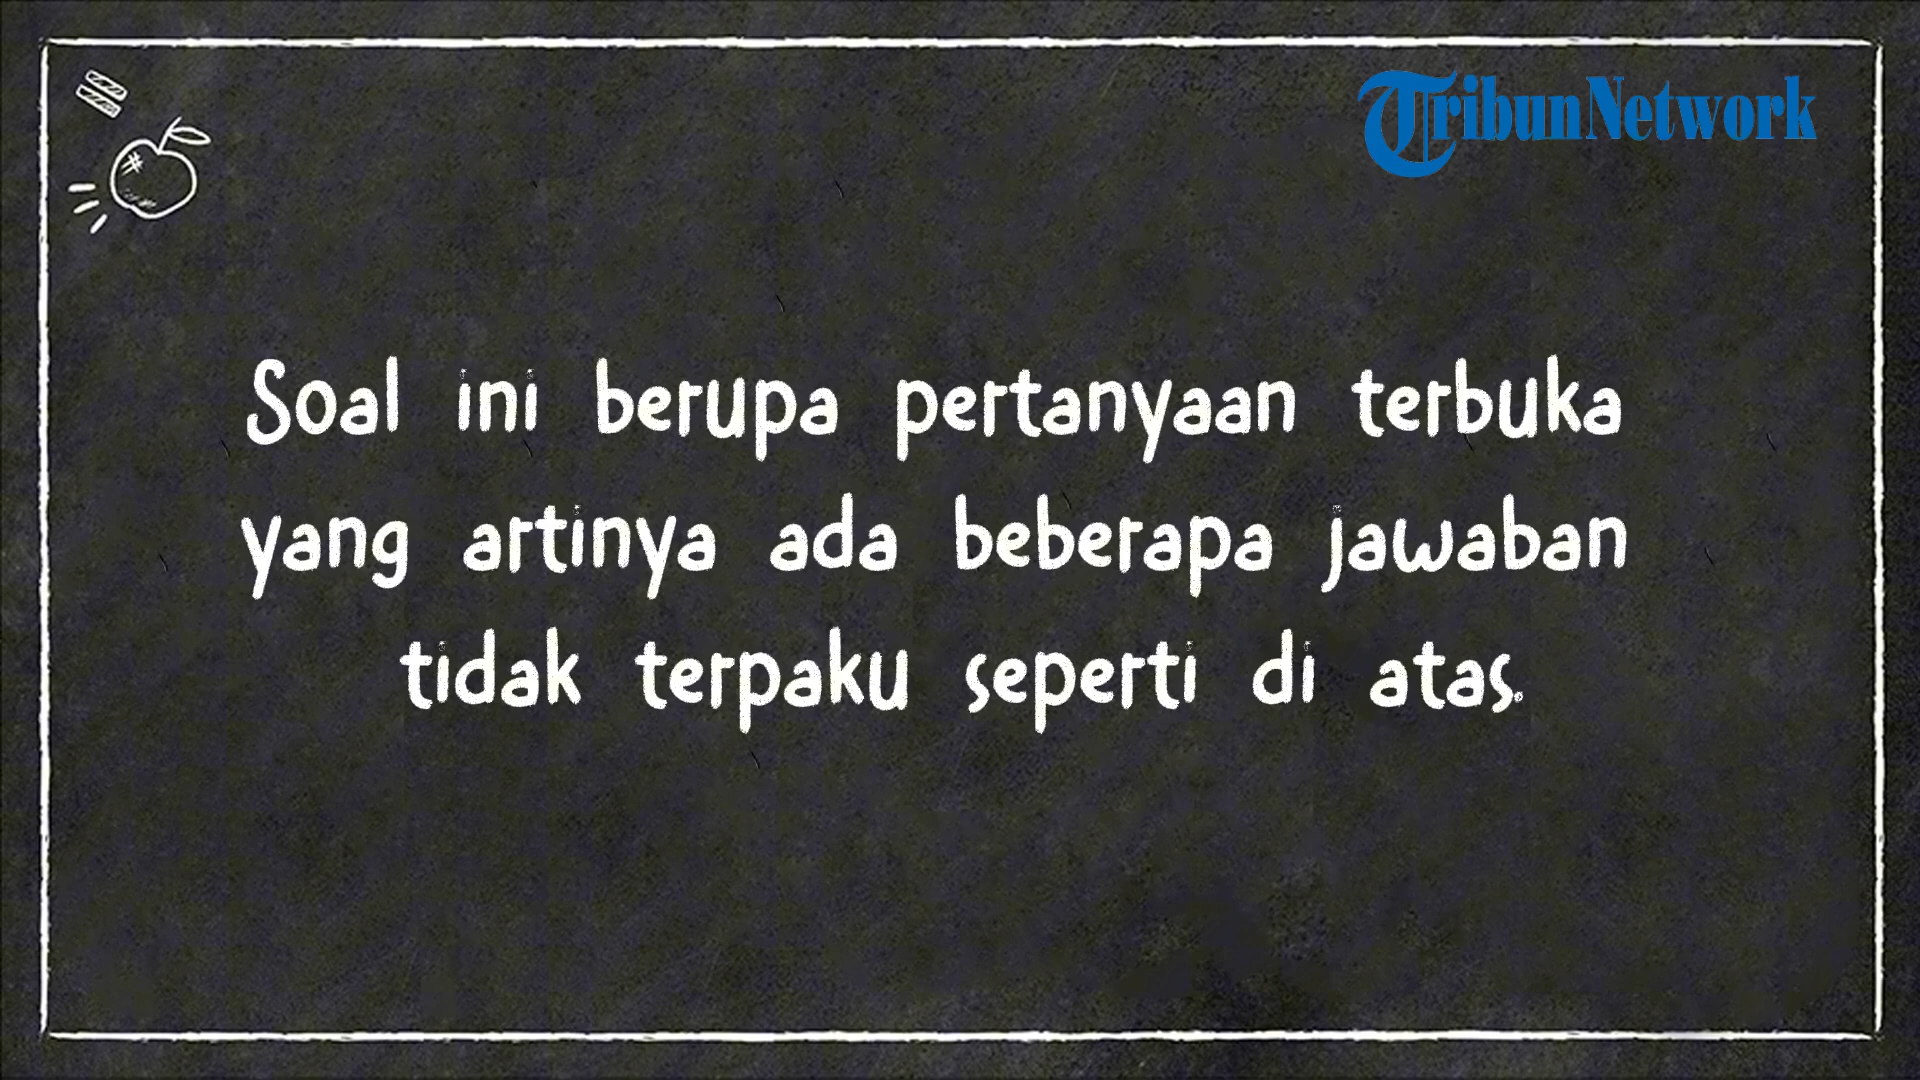 TribunNetwork
Soal ini berupa pertanyaan terbuka
yang artinya ada beberapa jawaban
tidak terpaku seperti di atas.